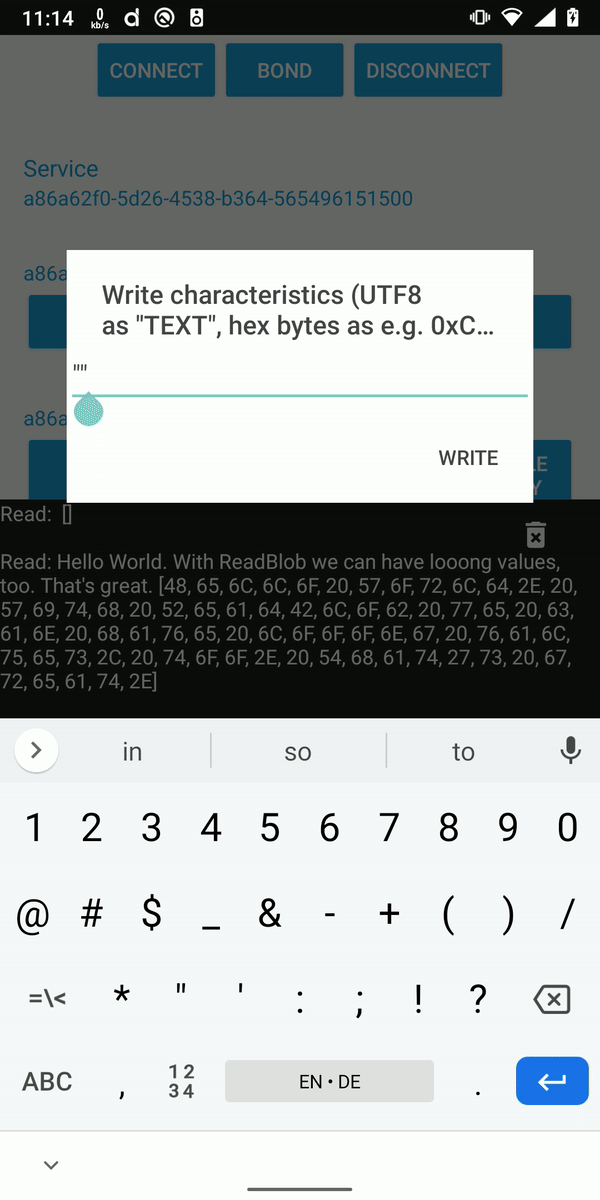 11:14 0 kb/s
CONNECT BOND DISCONNECT
Service
a86a62f0-5d26-4538-b364-565496151500
a86a
Write characteristics (UTF8
as "TEXT", hex bytes as e.g. 0xC…
""
a86a
WRITE
LE
Y
Read: []
Read: Hello World. With ReadBlob we can have looong values,
too. That's great. [48, 65, 6C, 6C, 6F, 20, 57, 6F, 72, 6C, 64, 2E, 20,
57, 69, 74, 68, 20, 52, 65, 61, 64, 42, 6C, 6F, 62, 20, 77, 65, 20, 63,
61, 6E, 20, 68, 61, 76, 65, 20, 6C, 6F, 6F, 6F, 6E, 67, 20, 76, 61, 6C,
75, 65, 73, 2C, 20, 74, 6F, 6F, 2E, 20, 54, 68, 61, 74, 27, 73, 20, 67,
72, 65, 61, 74, 2E]
in so to
1 2 3 4 5 6 7 8 9 0
@ # $ _ & - + ( ) /
=\< * " ' : ; ! ?
ABC , 12 34 EN • DE .